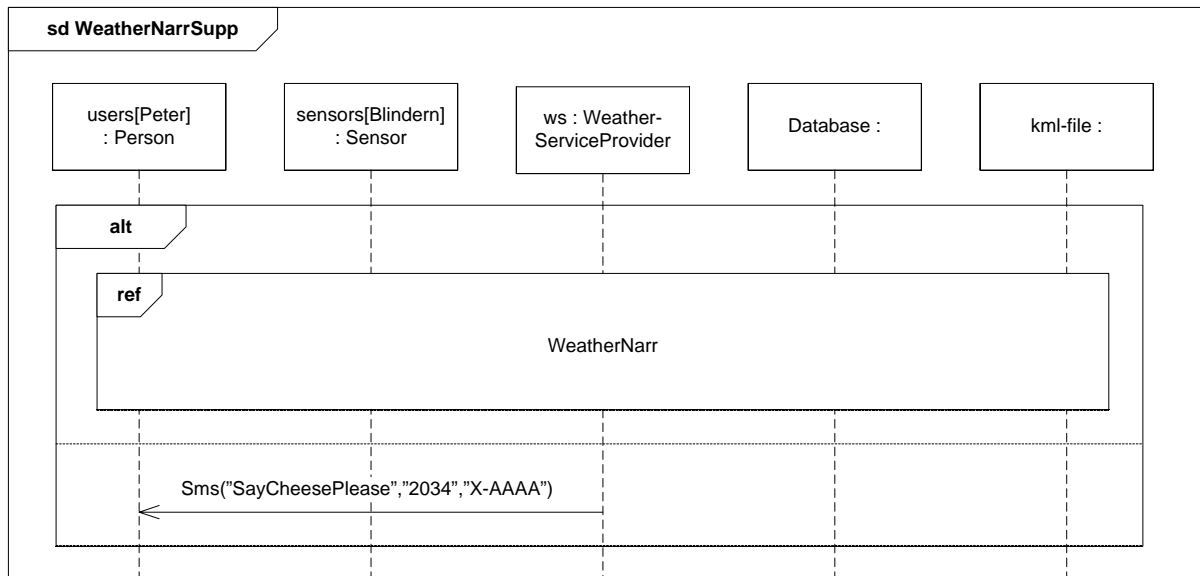 sd WeatherNarrSupp
users[Peter]
: Person
sensors[Blindern]
: Sensor
ws : Weather-
ServiceProvider
Database :
kml-file :
alt
ref
WeatherNarr
Sms(”SayCheesePlease”,”2034”,”X-AAAA”)